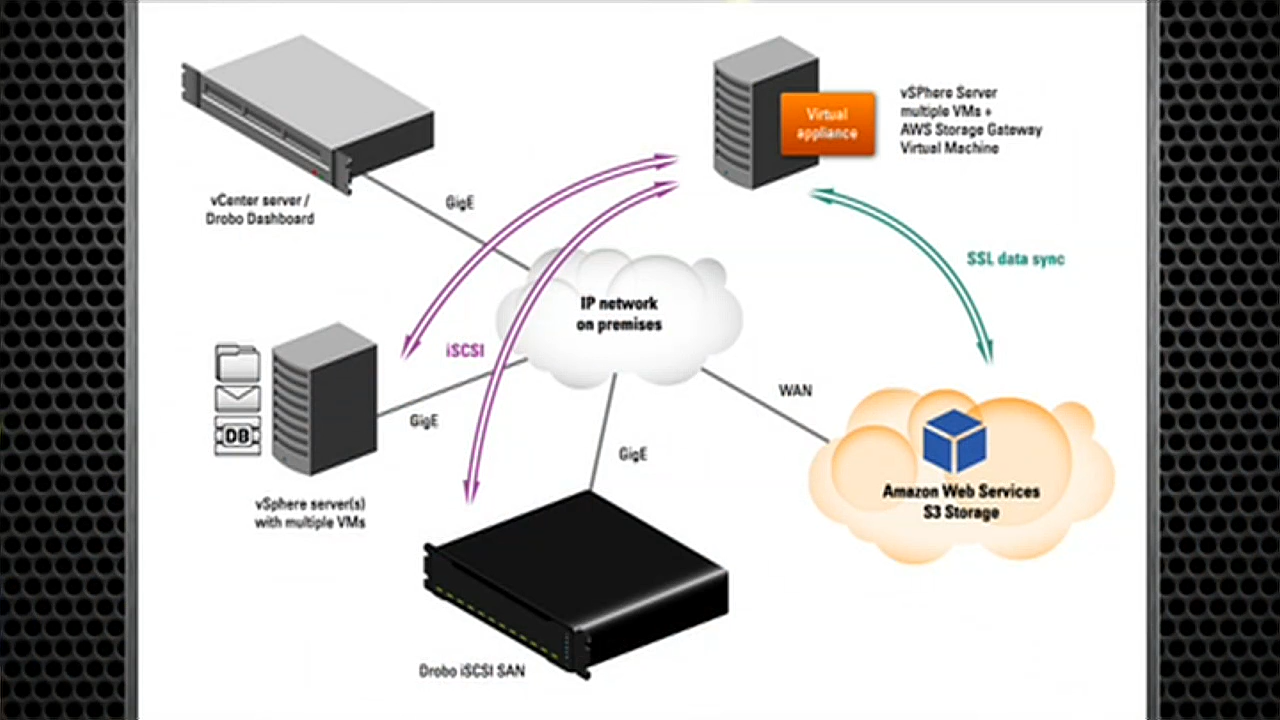 Virtual
appliance
vSPhere Server
multiple VMs +
AWS Storage Gateway
Virtual Machine
vCenter server /
Drobo Dashboard
GigE
SSL data sync
IP network
on premises
iSCSI
GigE
WAN
DB
GigE
vSphere server(s)
with multiple VMs
Amazon Web Services
S3 Storage
Drobo iSCSI SAN